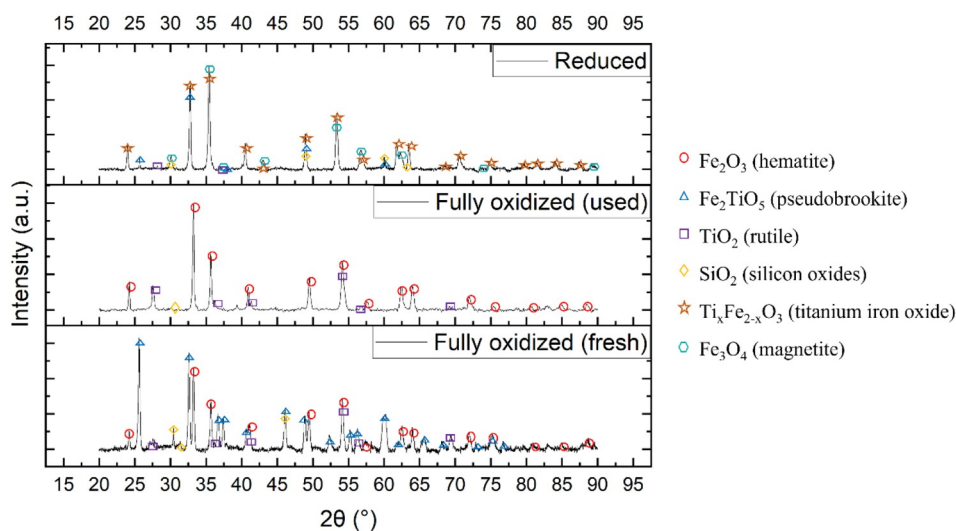 15 20 25 30 35 40 45 50 55 60 65 70 75 80 85 90
Reduced
Fully oxidized (used)
Fully oxidized (fresh)
Intensity (a.u.)
15 20 25 30 35 40 45 50 55 60 65 70 75 80 85 90
2θ (°)
Fe₂O₃ (hematite)
Fe₂TiO₅ (pseudobrookite)
TiO₂ (rutile)
SiO₂ (silicon oxides)
TiₓFe₂₋ₓO₃ (titanium iron oxide)
Fe₃O₄ (magnetite)